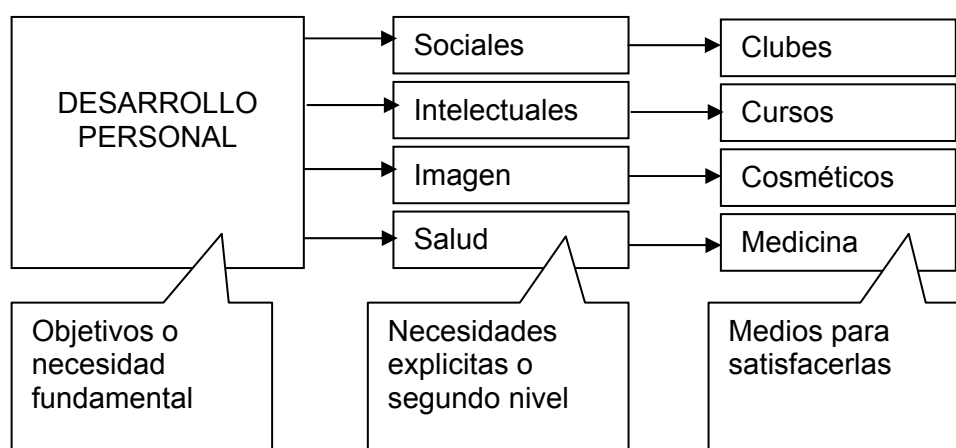 DESARROLLO
PERSONAL
Sociales
Clubes
Intelectuales
Cursos
Imagen
Cosméticos
Salud
Medicina
Objetivos o
necesidad
fundamental
Necesidades
explicitas o
segundo nivel
Medios para
satisfacerlas